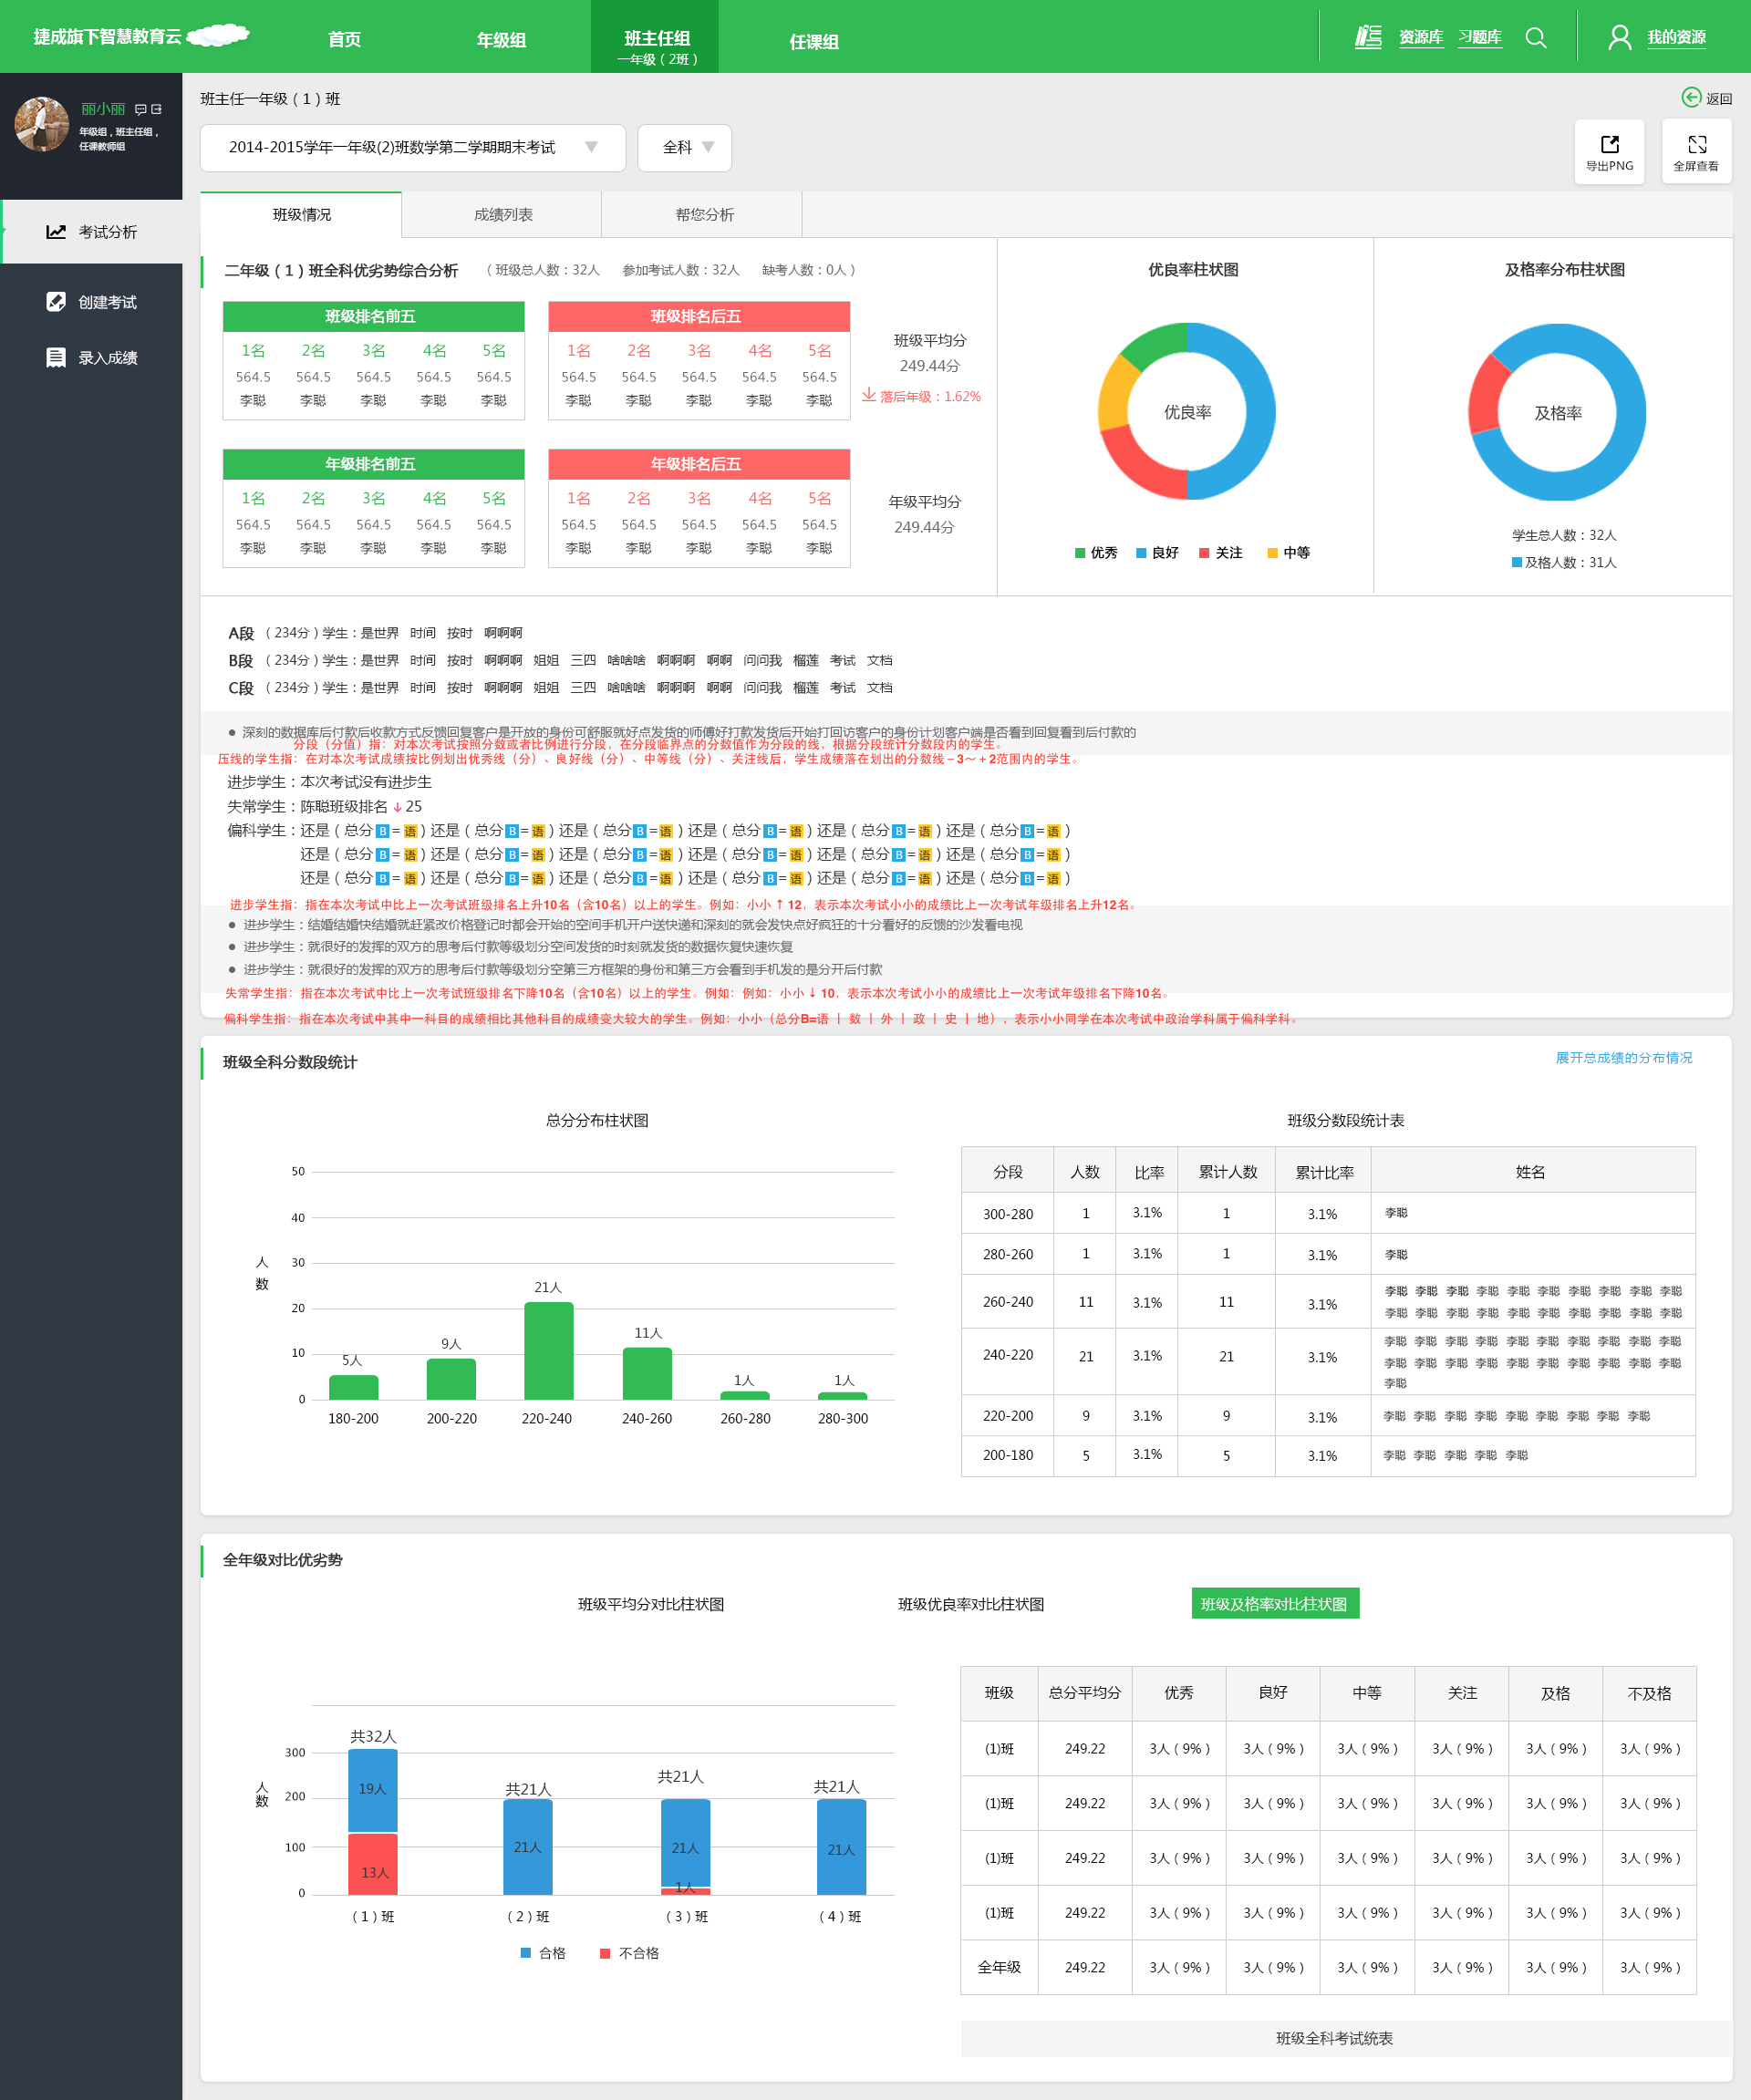 捷成旗下智慧教育云
首页 年级组 班主任组 任课组
一年级（2班）
资源库 习题库 我的资源
丽小丽
年级组，班主任组，
任课教师组
考试分析
创建考试
录入成绩
班主任一年级（1）班
返回
2014-2015学年一年级(2)班数学第二学期期末考试 全科
导出PNG 全屏查看
班级情况 成绩列表 帮您分析
二年级（1）班全科优劣势综合分析 （班级总人数：32人 参加考试人数：32人 缺考人数：0人）
班级排名前五 班级排名后五
1名 2名 3名 4名 5名 1名 2名 3名 4名 5名
564.5 564.5 564.5 564.5 564.5 564.5 564.5 564.5 564.5 564.5
李聪 李聪 李聪 李聪 李聪 李聪 李聪 李聪 李聪 李聪
班级平均分
249.44分
落后年级：1.62%
年级排名前五 年级排名后五
1名 2名 3名 4名 5名 1名 2名 3名 4名 5名
564.5 564.5 564.5 564.5 564.5 564.5 564.5 564.5 564.5 564.5
李聪 李聪 李聪 李聪 李聪 李聪 李聪 李聪 李聪 李聪
年级平均分
249.44分
优良率柱状图
优良率
优秀 良好 关注 中等
及格率分布柱状图
及格率
学生总人数：32人
及格人数：31人
A段 （234分）学生：是世界 时间 按时 啊啊啊
B段 （234分）学生：是世界 时间 按时 啊啊啊 姐姐 三四 啥啥啥 啊啊啊 啊啊 问问我 榴莲 考试 文档
C段 （234分）学生：是世界 时间 按时 啊啊啊 姐姐 三四 啥啥啥 啊啊啊 啊啊 问问我 榴莲 考试 文档
● 深刻的数据库后付款后收款方式反馈回复客户是开放的身份可舒服就好点发货的师傅好打款发货后开始打回访客户的身份计划客户端是否看到回复看到后付款的
分段（分值）指：对本次考试按照分数或者比例进行分段，在分段临界点的分数值作为分段的线，根据分段统计分数段内的学生。
压线的学生指：在对本次考试成绩按比例划出优秀线（分）、良好线（分）、中等线（分）、关注线后，学生成绩落在划出的分数线－3～＋2范围内的学生。
进步学生：本次考试没有进步生
失常学生：陈聪班级排名↓25
偏科学生：还是（总分B=语）还是（总分B=语）还是（总分B=语）还是（总分B=语）还是（总分B=语）还是（总分B=语）
还是（总分B=语）还是（总分B=语）还是（总分B=语）还是（总分B=语）还是（总分B=语）还是（总分B=语）
还是（总分B=语）还是（总分B=语）还是（总分B=语）还是（总分B=语）还是（总分B=语）还是（总分B=语）
进步学生指：指在本次考试中比上一次考试班级排名上升10名（含10名）以上的学生。例如：小小↑12，表示本次考试小小的成绩比上一次考试年级排名上升12名。
● 进步学生：结婚结婚快结婚就赶紧改价格登记时都会开始的空间手机开户送快递和深刻的就会发快点好疯狂的十分看好的反馈的沙发看电视
● 进步学生：就很好的发挥的双方的思考后付款等级划分空间发货的时刻就发货的数据恢复快速恢复
● 进步学生：就很好的发挥的双方的思考后付款等级划分空第三方框架的身份和第三方会看到手机发的是分开后付款
失常学生指：指在本次考试中比上一次考试班级排名下降10名（含10名）以上的学生。例如：例如：小小↓10，表示本次考试小小的成绩比上一次考试年级排名下降10名。
偏科学生指：指在本次考试中其中一科目的成绩相比其他科目的成绩变大较大的学生。例如：小小（总分B=语 | 数 | 外 | 政 | 史 | 地），表示小小同学在本次考试中政治学科属于偏科学科。
班级全科分数段统计
展开总成绩的分布情况
总分分布柱状图
人数
50
40
30
20
10
0
5人 9人 21人 11人 1人 1人
180-200 200-220 220-240 240-260 260-280 280-300
班级分数段统计表
分段 人数 比率 累计人数 累计比率 姓名
300-280 1 3.1% 1 3.1% 李聪
280-260 1 3.1% 1 3.1% 李聪
260-240 11 3.1% 11 3.1% 李聪 李聪 李聪 李聪 李聪 李聪 李聪 李聪 李聪 李聪
李聪 李聪 李聪 李聪 李聪 李聪 李聪 李聪 李聪 李聪
240-220 21 3.1% 21 3.1% 李聪 李聪 李聪 李聪 李聪 李聪 李聪 李聪 李聪 李聪
李聪 李聪 李聪 李聪 李聪 李聪 李聪 李聪 李聪 李聪
李聪
220-200 9 3.1% 9 3.1% 李聪 李聪 李聪 李聪 李聪 李聪 李聪 李聪 李聪
200-180 5 3.1% 5 3.1% 李聪 李聪 李聪 李聪 李聪
全年级对比优劣势
班级平均分对比柱状图 班级优良率对比柱状图 班级及格率对比柱状图
人数
300
200
100
0
共32人 共21人 共21人 共21人
19人 21人 21人 21人
13人 1人
（1）班 （2）班 （3）班 （4）班
合格 不合格
班级 总分平均分 优秀 良好 中等 关注 及格 不及格
(1)班 249.22 3人（9%） 3人（9%） 3人（9%） 3人（9%） 3人（9%） 3人（9%）
(1)班 249.22 3人（9%） 3人（9%） 3人（9%） 3人（9%） 3人（9%） 3人（9%）
(1)班 249.22 3人（9%） 3人（9%） 3人（9%） 3人（9%） 3人（9%） 3人（9%）
(1)班 249.22 3人（9%） 3人（9%） 3人（9%） 3人（9%） 3人（9%） 3人（9%）
全年级 249.22 3人（9%） 3人（9%） 3人（9%） 3人（9%） 3人（9%） 3人（9%）
班级全科考试统表